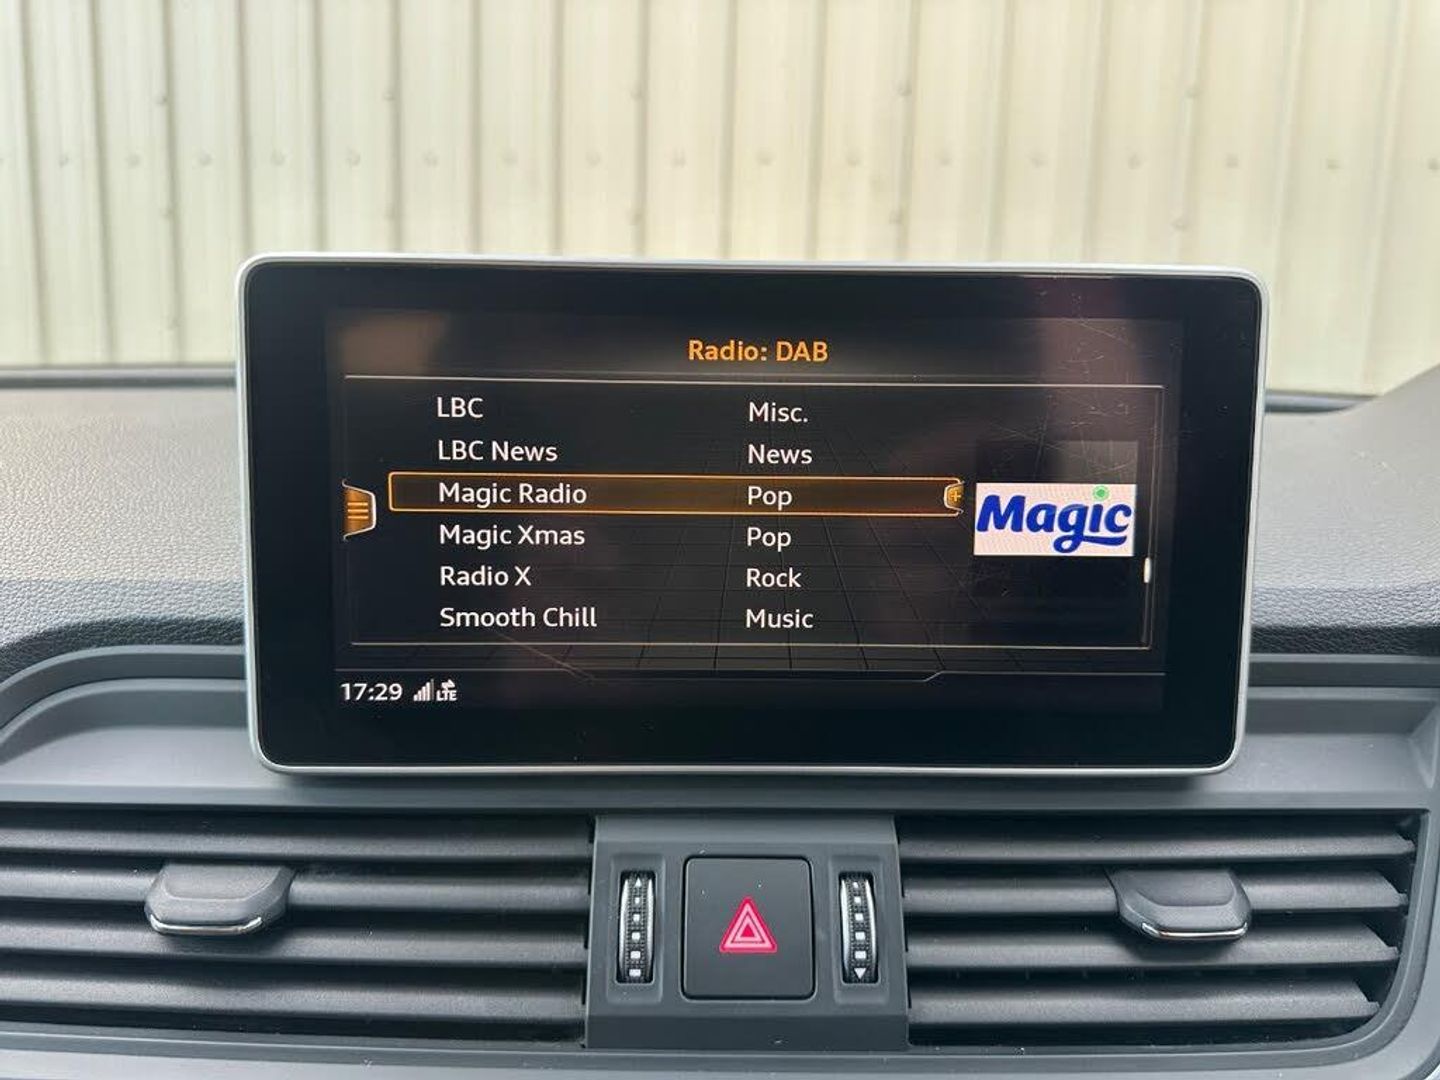 Radio: DAB
LBC Misc.
LBC News News
Magic Radio Pop
Magic Xmas Pop
Radio X Rock
Smooth Chill Music
Magic
17:29 LTE